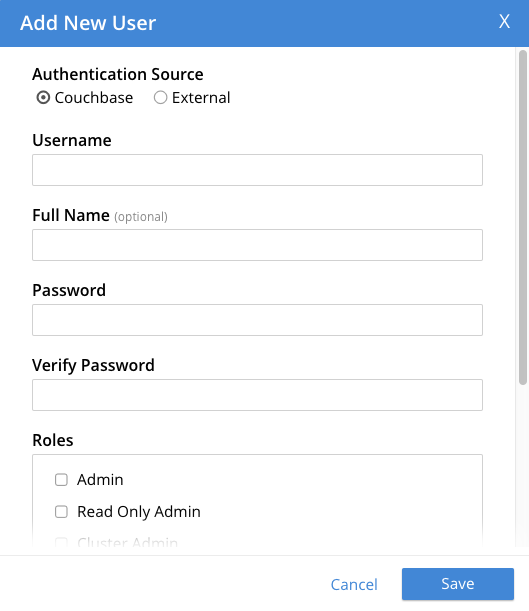 Add New User X
Authentication Source
Couchbase External
Username
Full Name (optional)
Password
Verify Password
Roles
Admin
Read Only Admin
Cluster Admin
Cancel Save